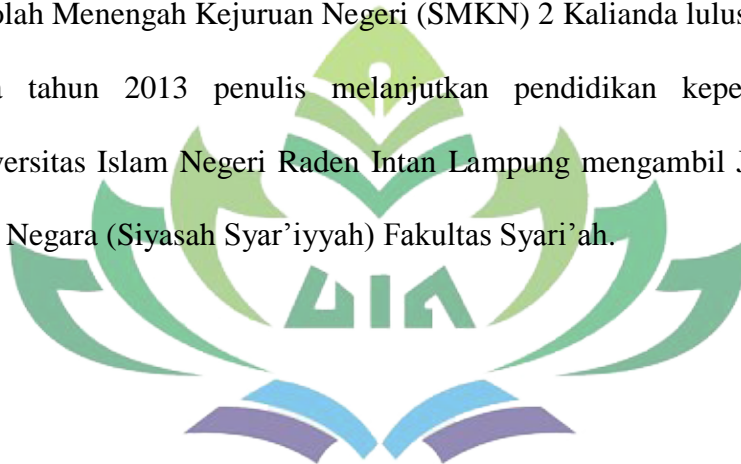 olah Menengah Kejuruan Negeri (SMKN) 2 Kalianda lulus
tahun 2013 penulis melanjutkan pendidikan kepe
versitas Islam Negeri Raden Intan Lampung mengambil J
Negara (Siyasah Syar’iyyah) Fakultas Syari’ah.
UIN